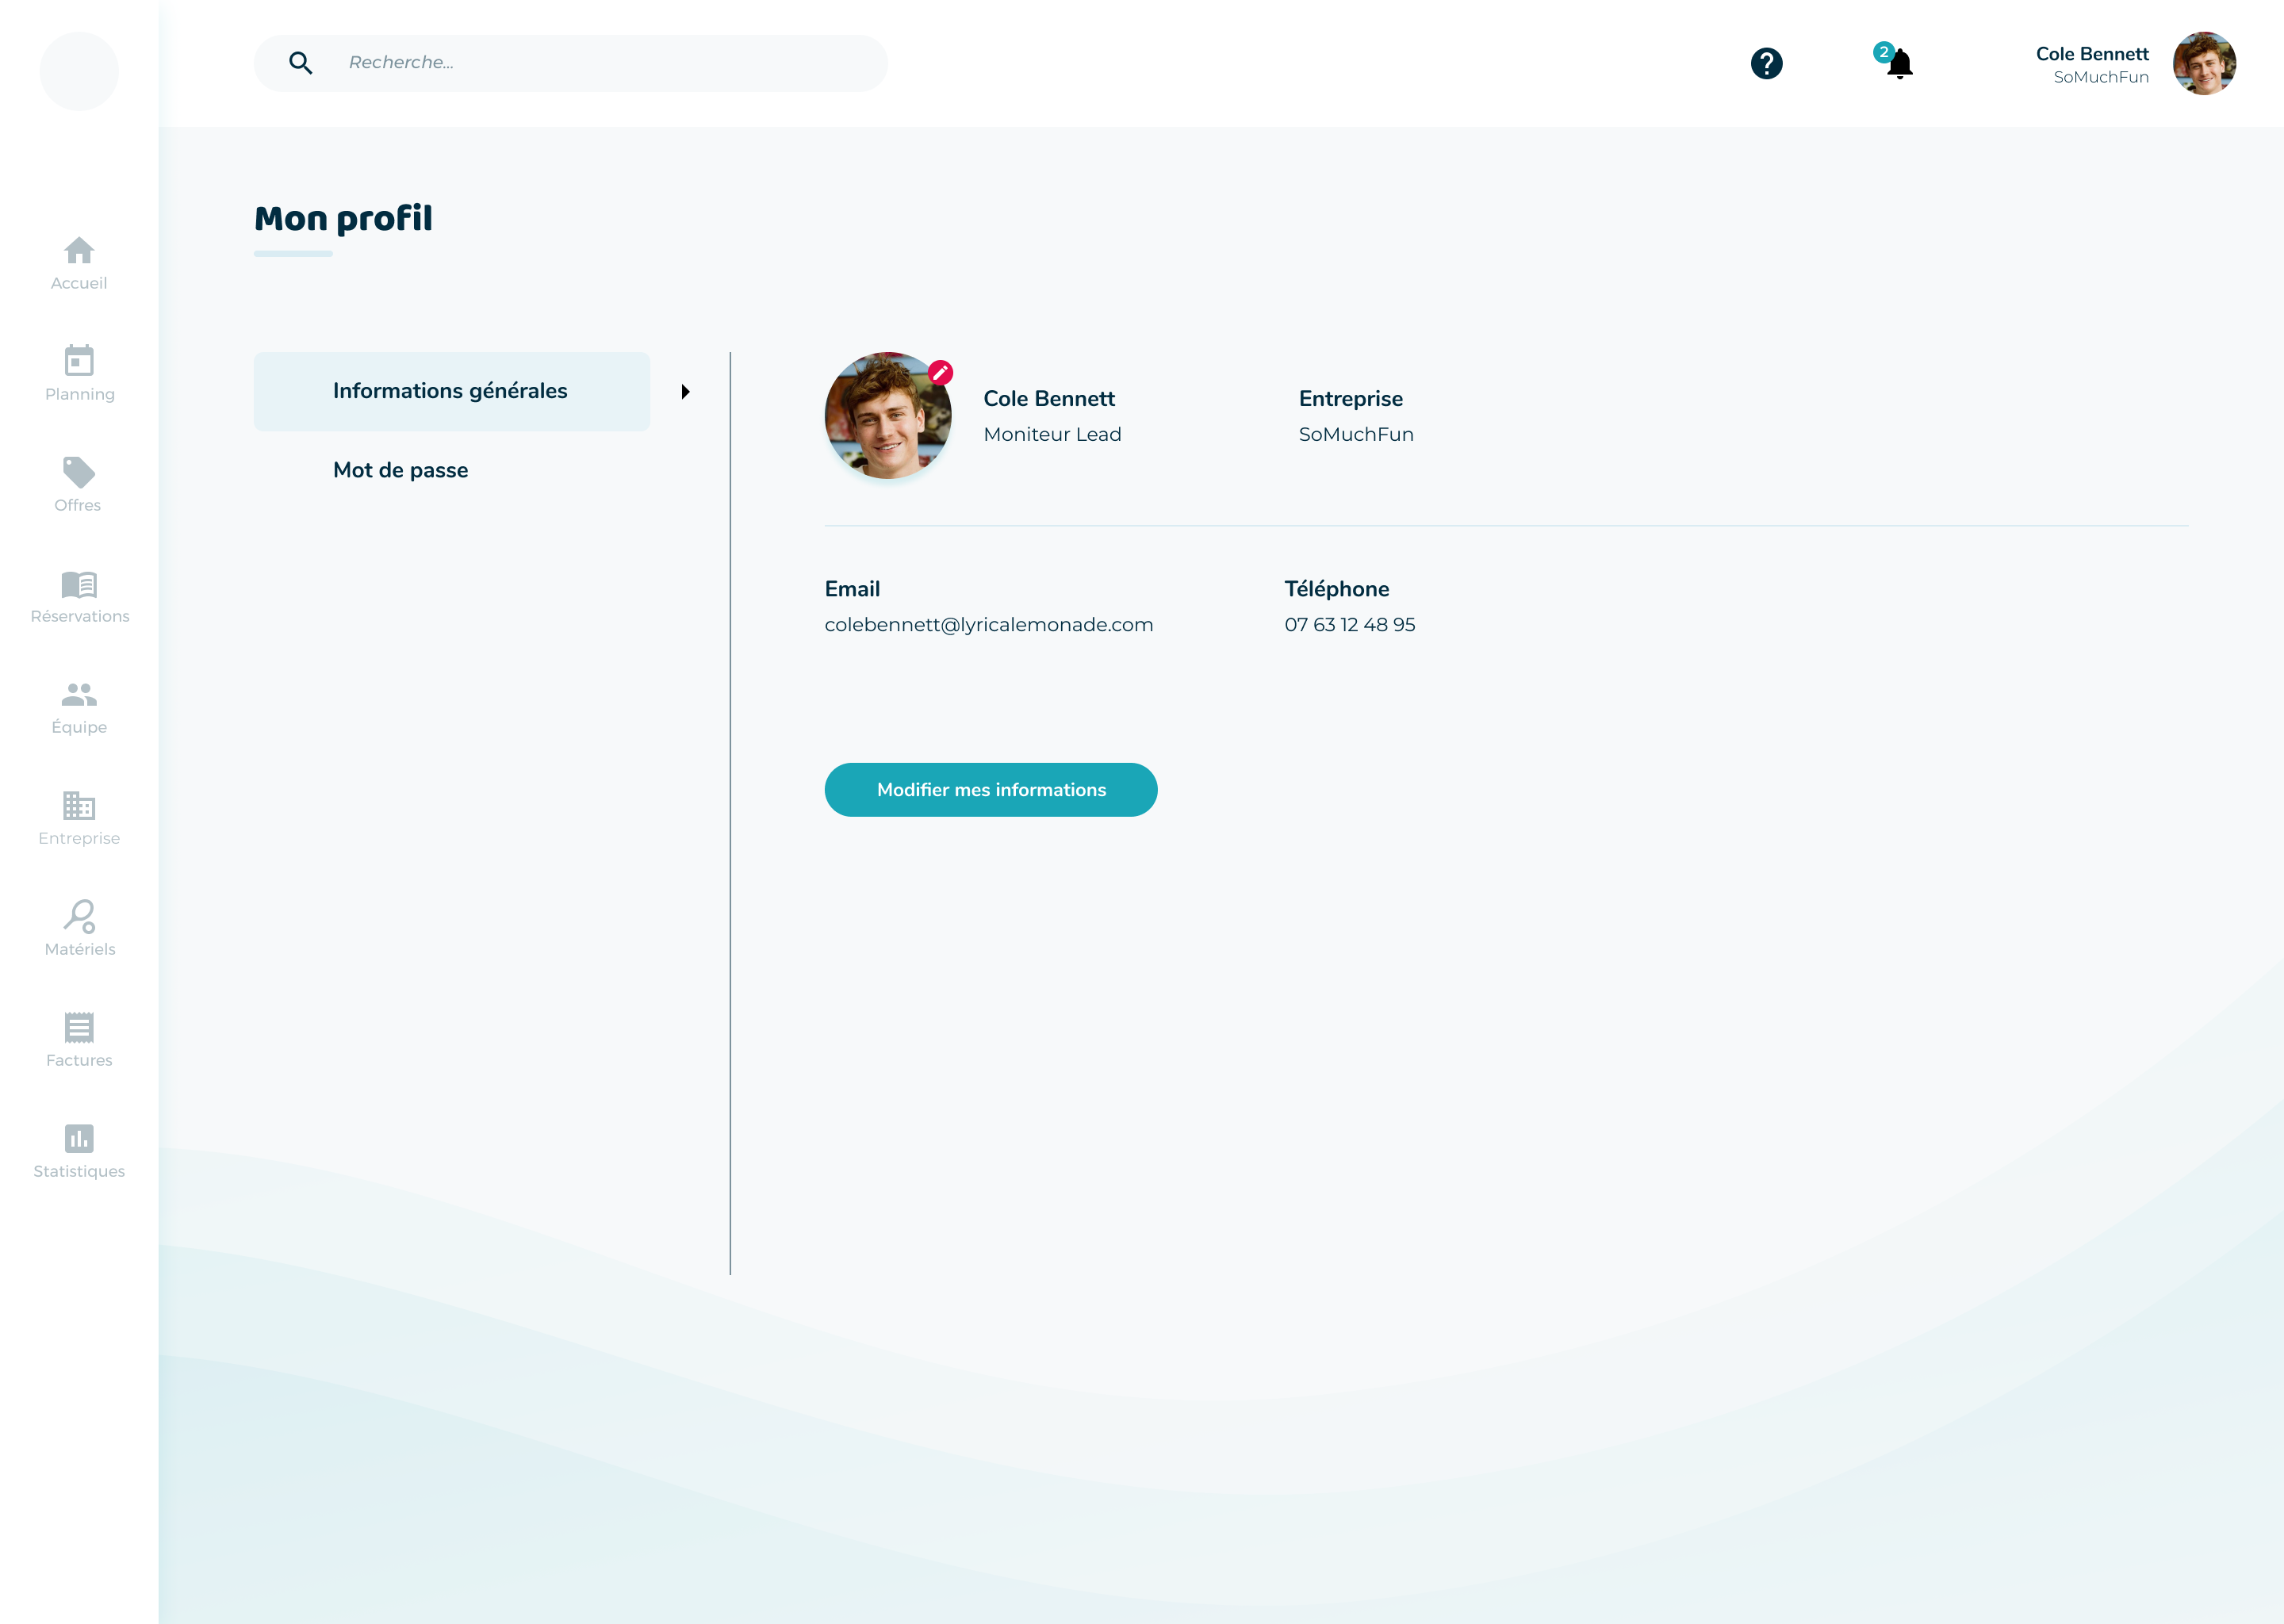 Recherche...
2
Cole Bennett
SoMuchFun
Accueil
Planning
Offres
Réservations
Équipe
Entreprise
Matériels
Factures
Statistiques
Mon profil
Informations générales
Mot de passe
Cole Bennett
Moniteur Lead
Entreprise
SoMuchFun
Email
colebennett@lyricalemonade.com
Téléphone
07 63 12 48 95
Modifier mes informations